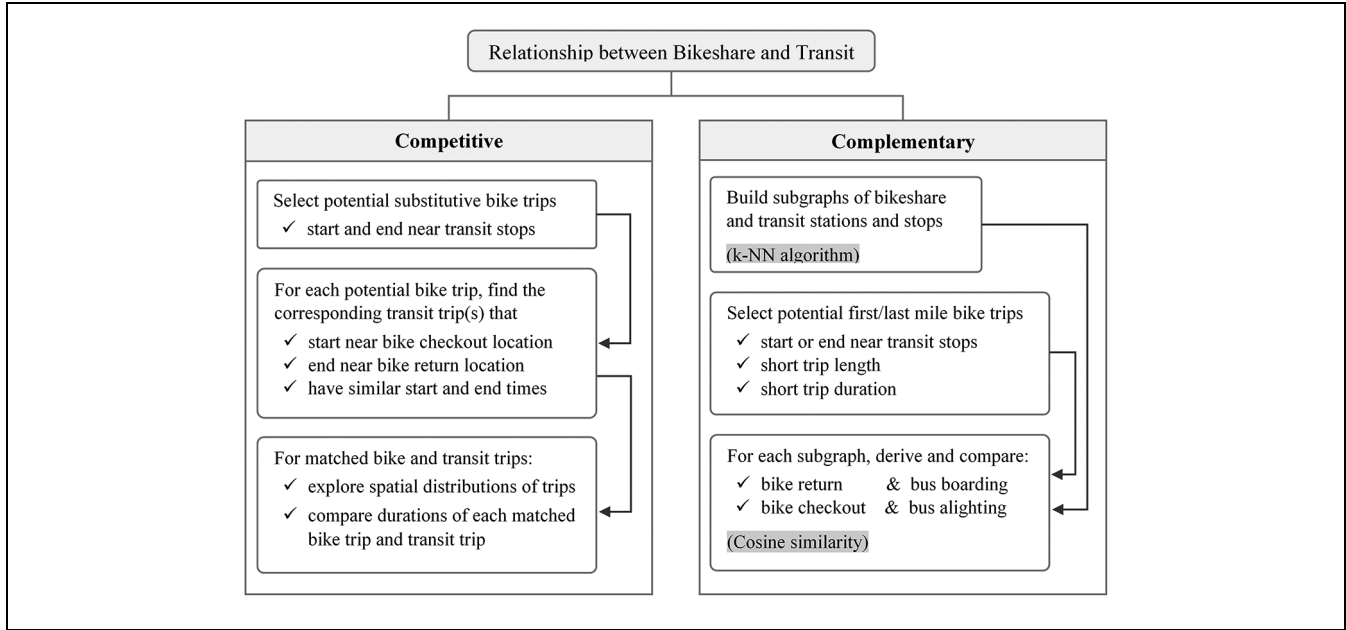 Relationship between Bikeshare and Transit
Competitive
Select potential substitutive bike trips
✓ start and end near transit stops
For each potential bike trip, find the
corresponding transit trip(s) that
✓ start near bike checkout location
✓ end near bike return location
✓ have similar start and end times
For matched bike and transit trips:
✓ explore spatial distributions of trips
✓ compare durations of each matched
bike trip and transit trip
Complementary
Build subgraphs of bikeshare
and transit stations and stops
(k-NN algorithm)
Select potential first/last mile bike trips
✓ start or end near transit stops
✓ short trip length
✓ short trip duration
For each subgraph, derive and compare:
✓ bike return & bus boarding
✓ bike checkout & bus alighting
(Cosine similarity)